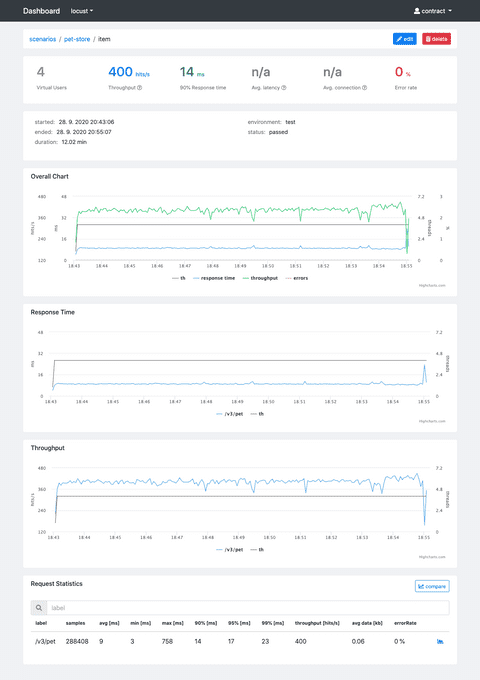 Dashboard locust contract
scenarios / pet-store / item edit delete
4 400 hits/s 14 ms n/a n/a 0 %
Virtual Users Throughput 90% Response time Avg. latency Avg. connection Error rate
started: 28. 9. 2020 20:43:06 environment: test
ended: 28. 9. 2020 20:55:07 status: passed
duration: 12.02 min
Overall Chart
480 48 7.2 3
360 32 4.8 2
240 16 2.4 1
120 0 0 0
hits/s ms threads %
18:43 18:44 18:45 18:46 18:47 18:48 18:49 18:50 18:51 18:52 18:53 18:54 18:55
th response time throughput errors
Highcharts.com
Response Time
48 7.2
32 4.8
16 2.4
0 0
ms threads
18:43 18:44 18:45 18:46 18:47 18:48 18:49 18:50 18:51 18:52 18:53 18:54 18:55
/v3/pet th
Highcharts.com
Throughput
480 7.2
360 4.8
240 2.4
120 0
hits/s threads
18:43 18:44 18:45 18:46 18:47 18:48 18:49 18:50 18:51 18:52 18:53 18:54 18:55
/v3/pet th
Highcharts.com
Request Statistics compare
label
label samples avg [ms] min [ms] max [ms] 90% [ms] 95% [ms] 99% [ms] throughput [hits/s] avg data [kb] errorRate
/v3/pet 288408 9 3 758 14 17 23 400 0.06 0 %